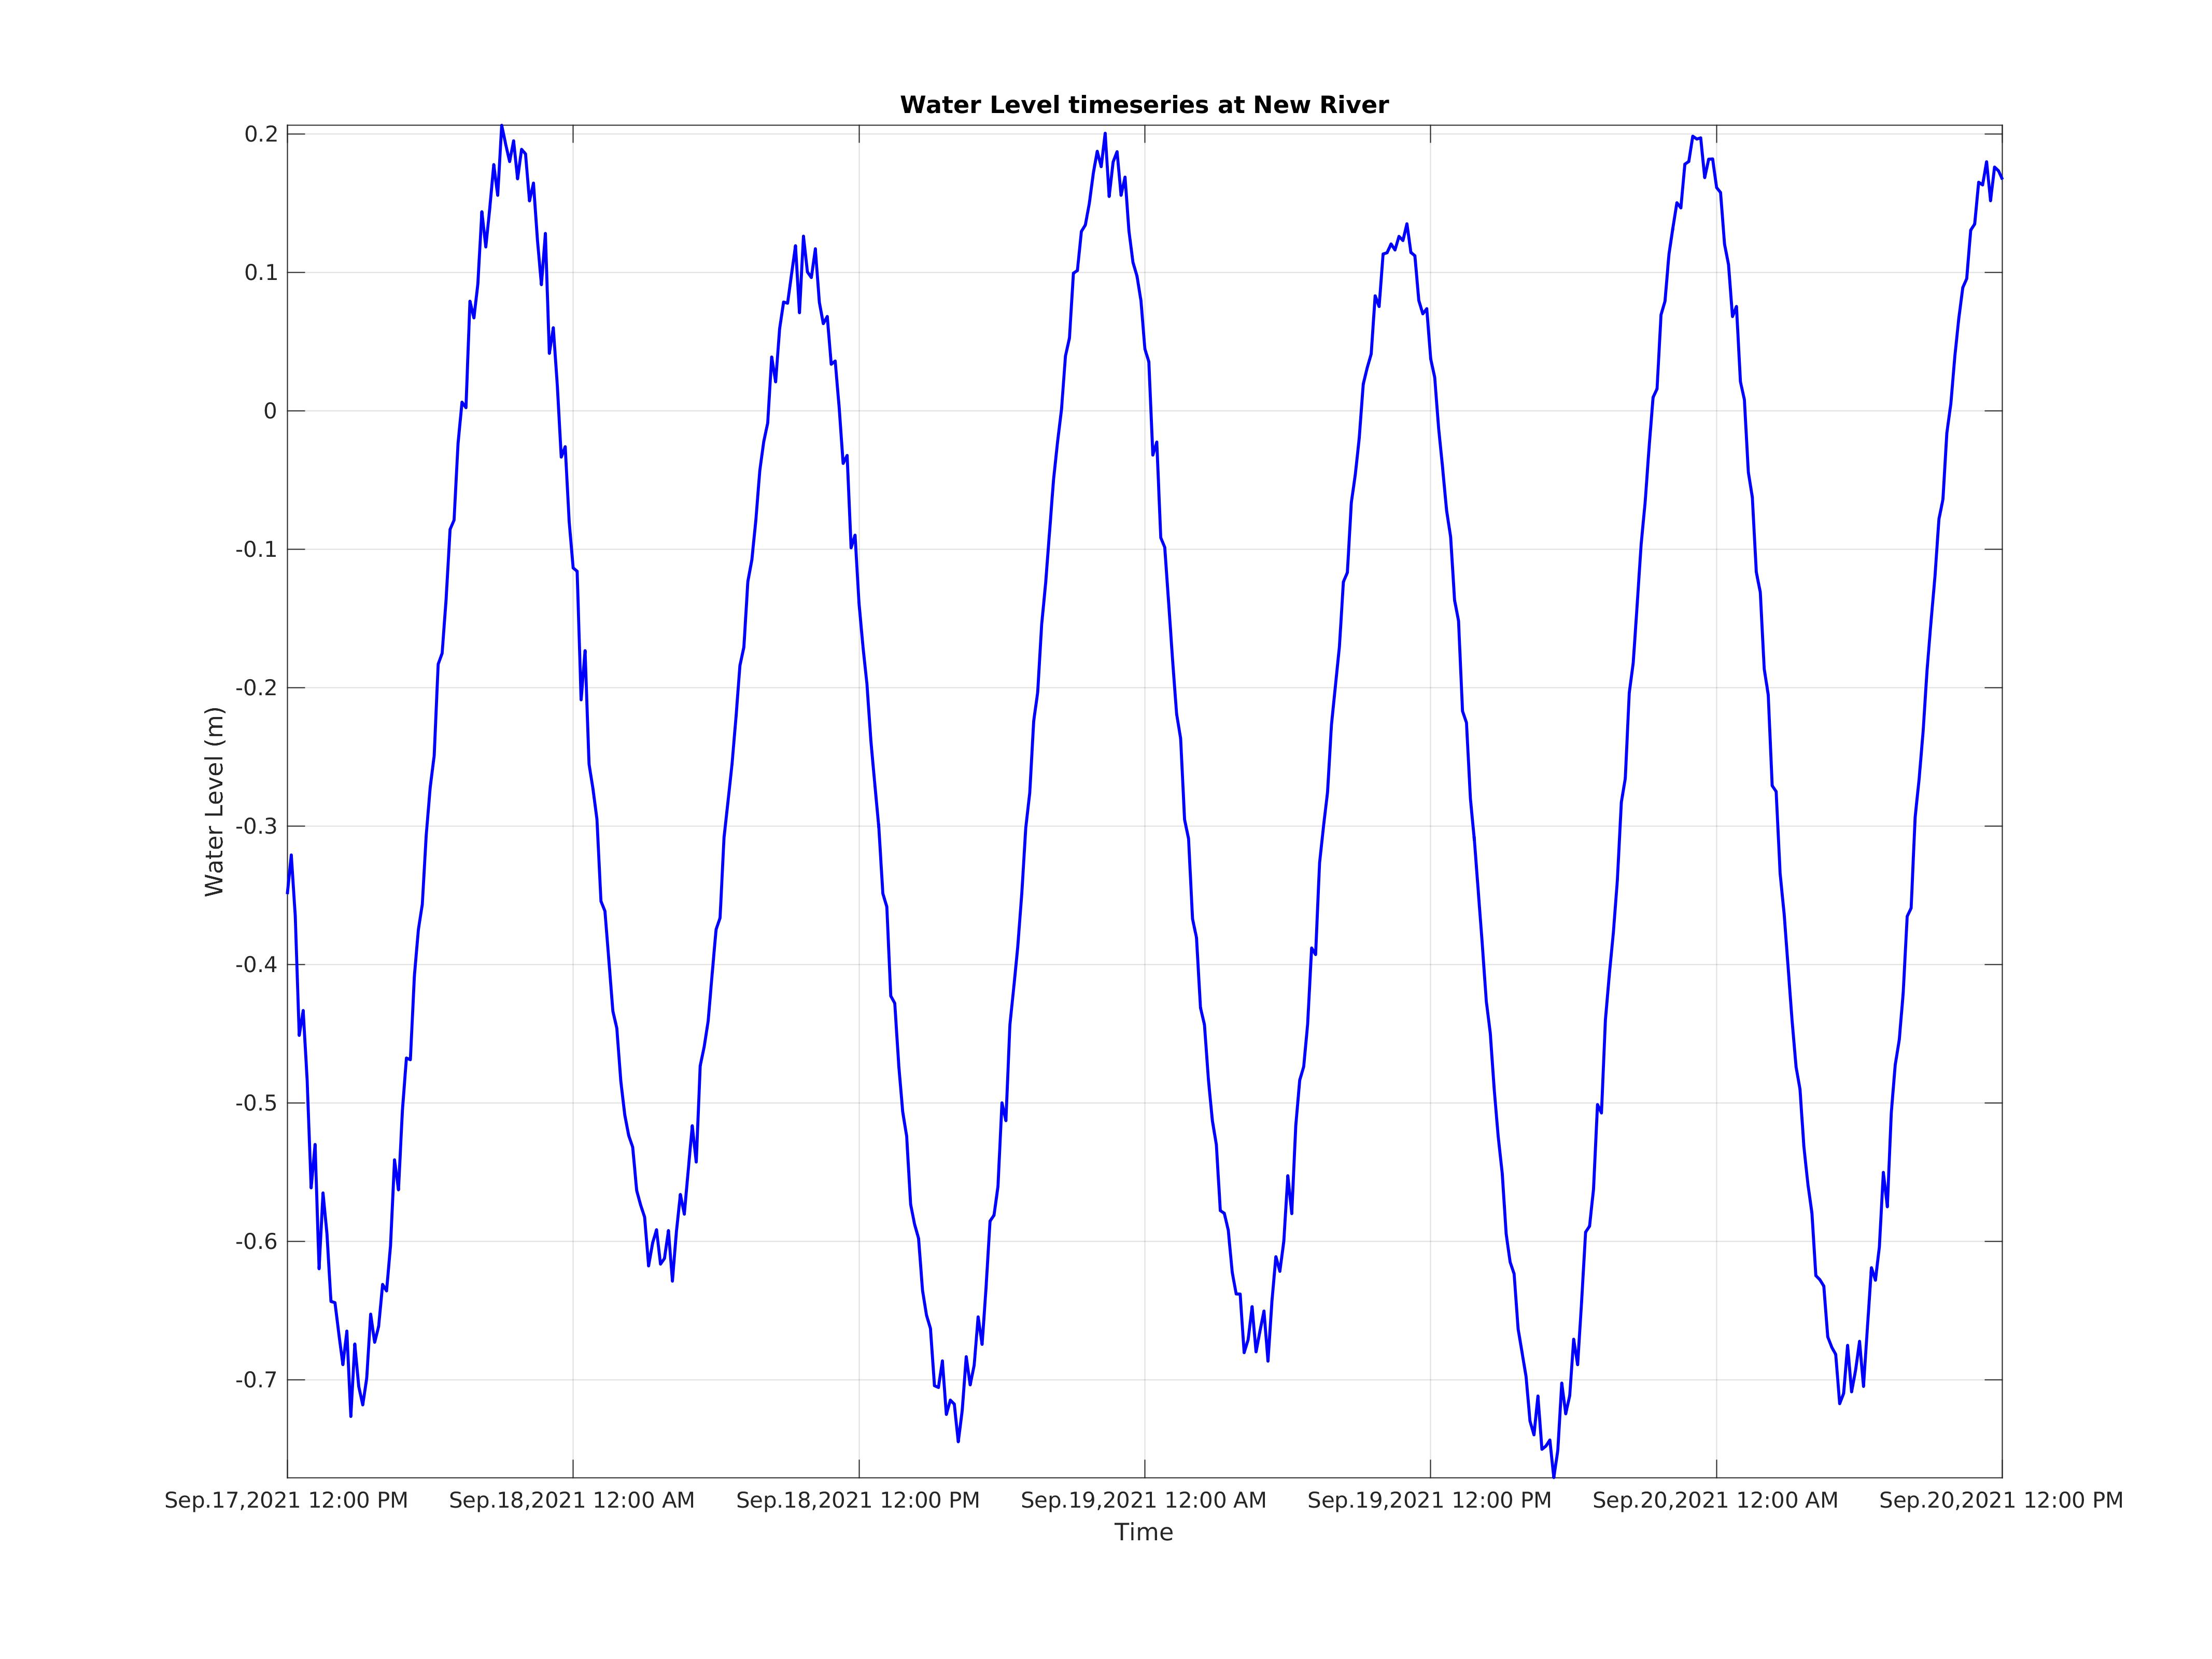 Water Level timeseries at New River
0.2
0.1
0
-0.1
-0.2
-0.3
-0.4
-0.5
-0.6
-0.7
Water Level (m)
Sep.17,2021 12:00 PM Sep.18,2021 12:00 AM Sep.18,2021 12:00 PM Sep.19,2021 12:00 AM Sep.19,2021 12:00 PM Sep.20,2021 12:00 AM Sep.20,2021 12:00 PM
Time